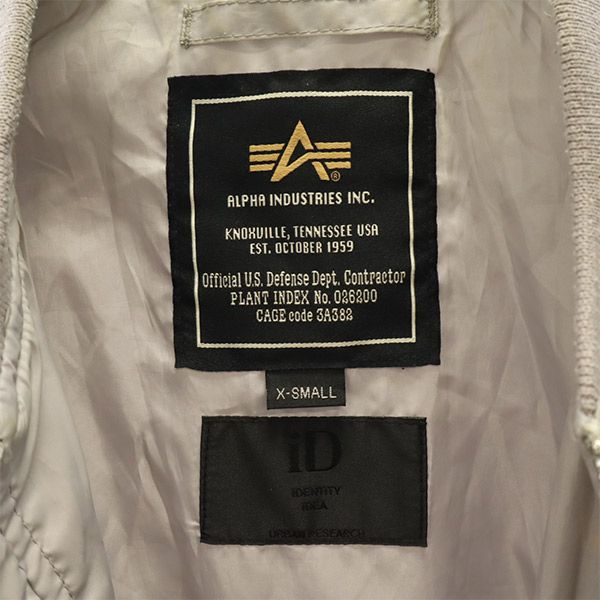 ®
ALPHA INDUSTRIES INC.
KNOXVILLE, TENNESSEE USA
EST. OCTOBER 1959
Official U.S. Defense Dept. Contractor
PLANT INDEX No. 026200
CAGE code 3A382
X-SMALL
iD
IDENTITY
IDEA
URBAN RESEARCH